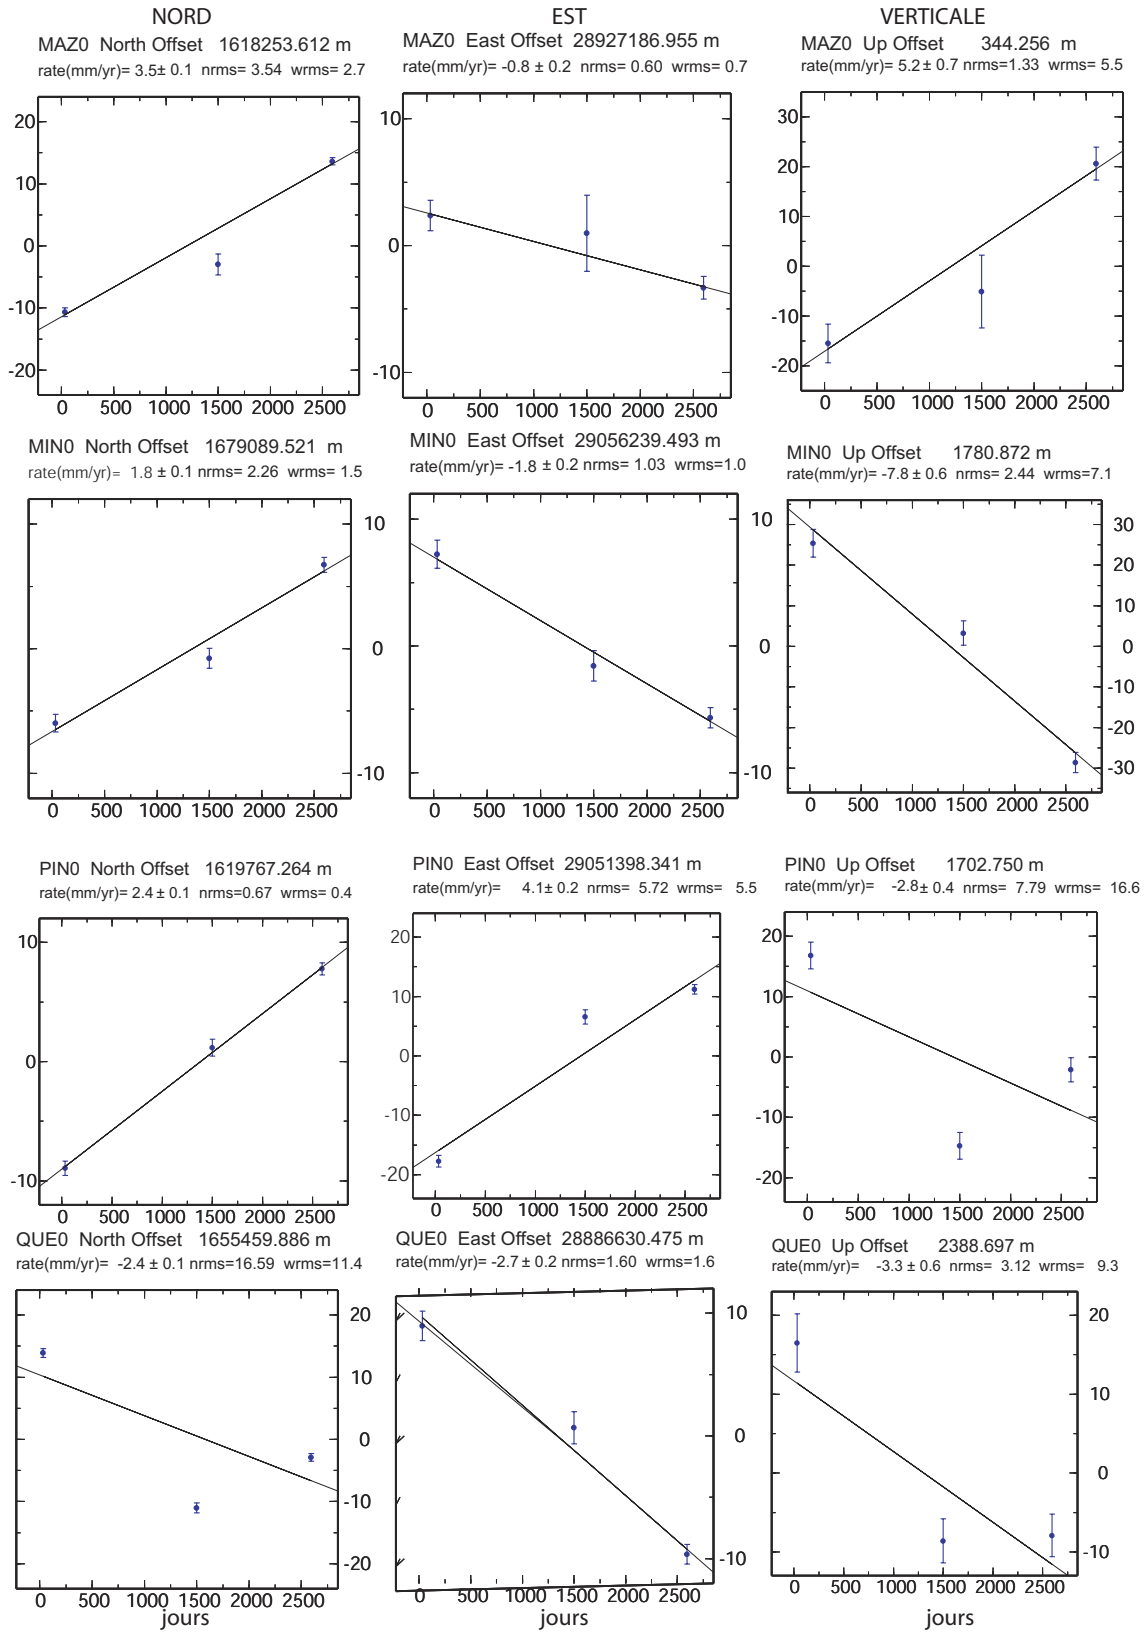 NORD EST VERTICALE
MAZ0 North Offset 1618253.612 m
rate(mm/yr)= 3.5± 0.1 nrms= 3.54 wrms= 2.7
MAZ0 East Offset 28927186.955 m
rate(mm/yr)= -0.8 ± 0.2 nrms= 0.60 wrms= 0.7
MAZ0 Up Offset 344.256 m
rate(mm/yr)= 5.2± 0.7 nrms=1.33 wrms= 5.5
20
10
0
-10
-20
0 500 1000 1500 2000 2500
10
0
-10
0 500 1000 1500 2000 2500
30
20
10
0
-10
-20
0 500 1000 1500 2000 2500
MIN0 North Offset 1679089.521 m
rate(mm/yr)= 1.8 ± 0.1 nrms= 2.26 wrms= 1.5
MIN0 East Offset 29056239.493 m
rate(mm/yr)= -1.8 ± 0.2 nrms= 1.03 wrms=1.0
MIN0 Up Offset 1780.872 m
rate(mm/yr)= -7.8 ± 0.6 nrms= 2.44 wrms=7.1
10
0
-10
0 500 1000 1500 2000 2500
10
0
-10
0 500 1000 1500 2000 2500
30
20
10
0
-10
-20
-30
0 500 1000 1500 2000 2500
PIN0 North Offset 1619767.264 m
rate(mm/yr)= 2.4 ± 0.1 nrms=0.67 wrms= 0.4
PIN0 East Offset 29051398.341 m
rate(mm/yr)= 4.1± 0.2 nrms= 5.72 wrms= 5.5
PIN0 Up Offset 1702.750 m
rate(mm/yr)= -2.8± 0.4 nrms= 7.79 wrms= 16.6
10
0
-10
0 500 1000 1500 2000 2500
20
10
0
-10
-20
0 500 1000 1500 2000 2500
20
10
0
-10
-20
0 500 1000 1500 2000 2500
QUE0 North Offset 1655459.886 m
rate(mm/yr)= -2.4 ± 0.1 nrms=16.59 wrms=11.4
QUE0 East Offset 28886630.475 m
rate(mm/yr)= -2.7 ± 0.2 nrms=1.60 wrms=1.6
QUE0 Up Offset 2388.697 m
rate(mm/yr)= -3.3 ± 0.6 nrms= 3.12 wrms= 9.3
20
10
0
-10
-20
0 500 1000 1500 2000 2500
jours
10
0
-10
0 500 1000 1500 2000 2500
jours
20
10
0
-10
0 500 1000 1500 2000 2500
jours